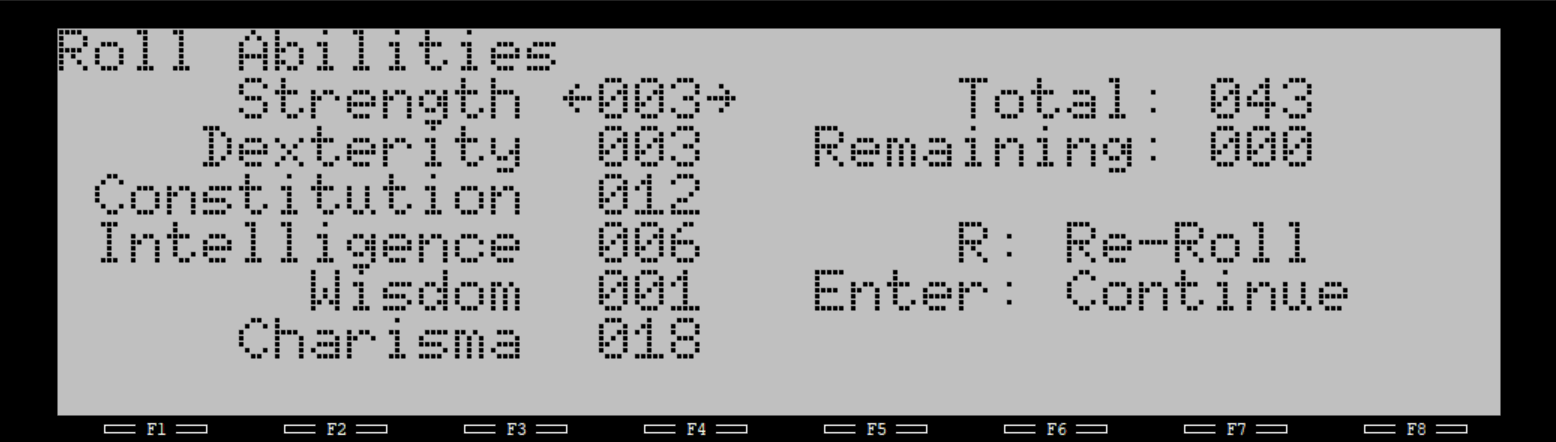 Roll Abilities
Strength ←003→ Total: 043
Dexterity 003 Remaining: 000
Constitution 012
Intelligence 006 R: Re-Roll
Wisdom 001 Enter: Continue
Charisma 018
F1 F2 F3 F4 F5 F6 F7 F8